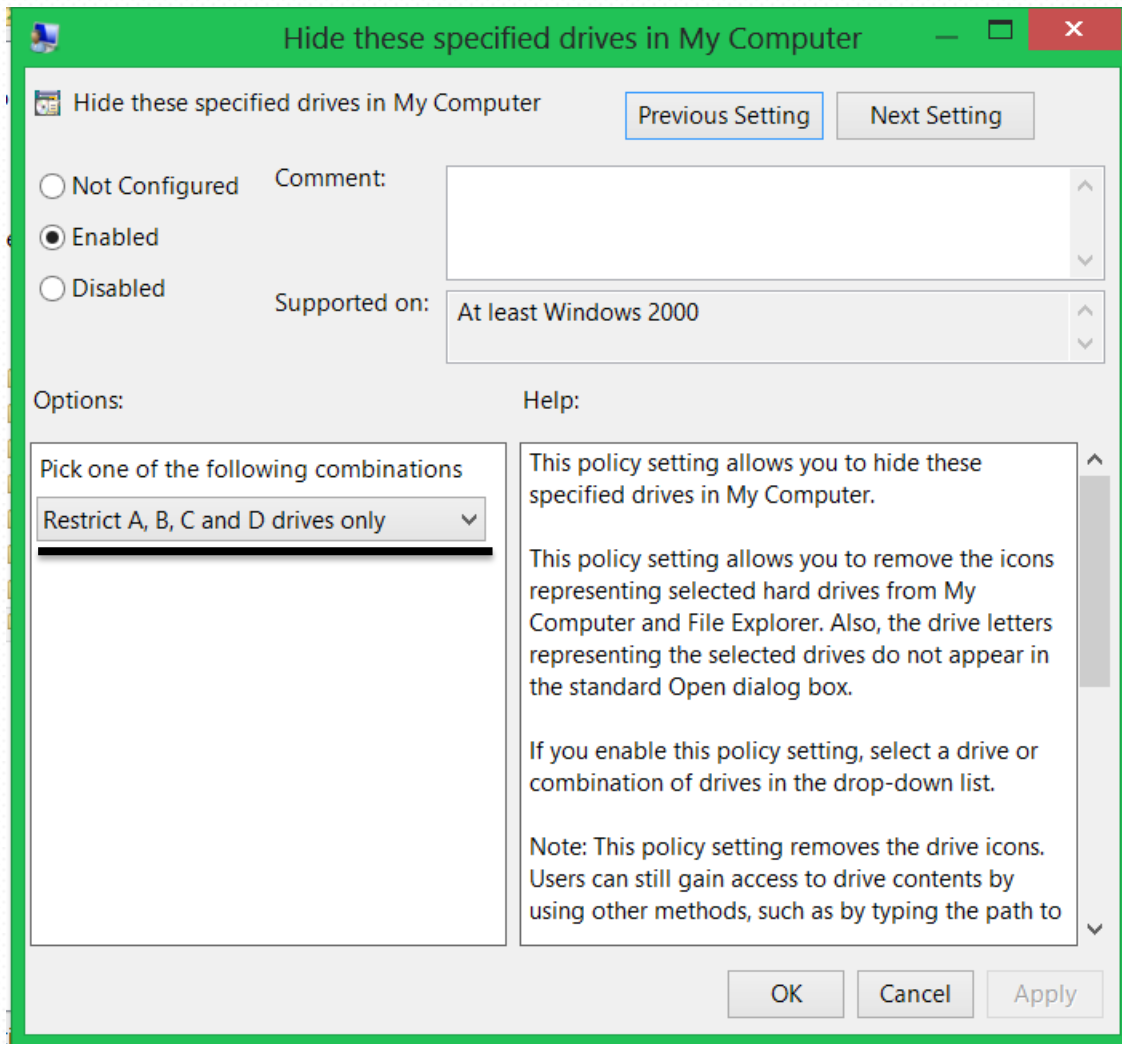 Hide these specified drives in My Computer
Hide these specified drives in My Computer
Previous Setting
Next Setting
Not Configured
Comment:
Enabled
Disabled
Supported on:
At least Windows 2000
Options:
Help:
Pick one of the following combinations
Restrict A, B, C and D drives only
This policy setting allows you to hide these
specified drives in My Computer.
This policy setting allows you to remove the icons
representing selected hard drives from My
Computer and File Explorer. Also, the drive letters
representing the selected drives do not appear in
the standard Open dialog box.
If you enable this policy setting, select a drive or
combination of drives in the drop-down list.
Note: This policy setting removes the drive icons.
Users can still gain access to drive contents by
using other methods, such as by typing the path to
OK
Cancel
Apply